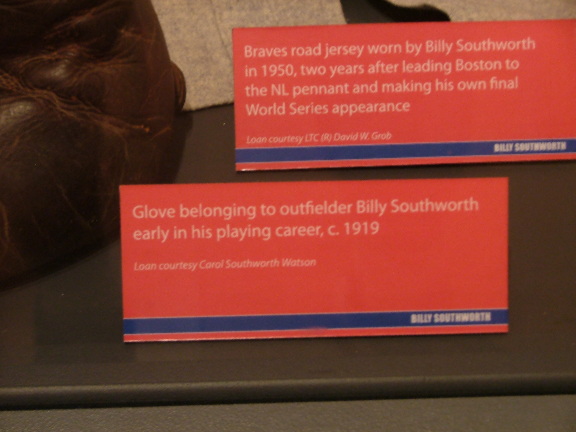 Braves road jersey worn by Billy Southworth
in 1950, two years after leading Boston to
the NL pennant and making his own final
World Series appearance
Loan courtesy LTC (R) David W. Grob
BILLY SOUTHWORTH
Glove belonging to outfielder Billy Southworth
early in his playing career, c. 1919
Loan courtesy Carol Southworth Watson
BILLY SOUTHWORTH